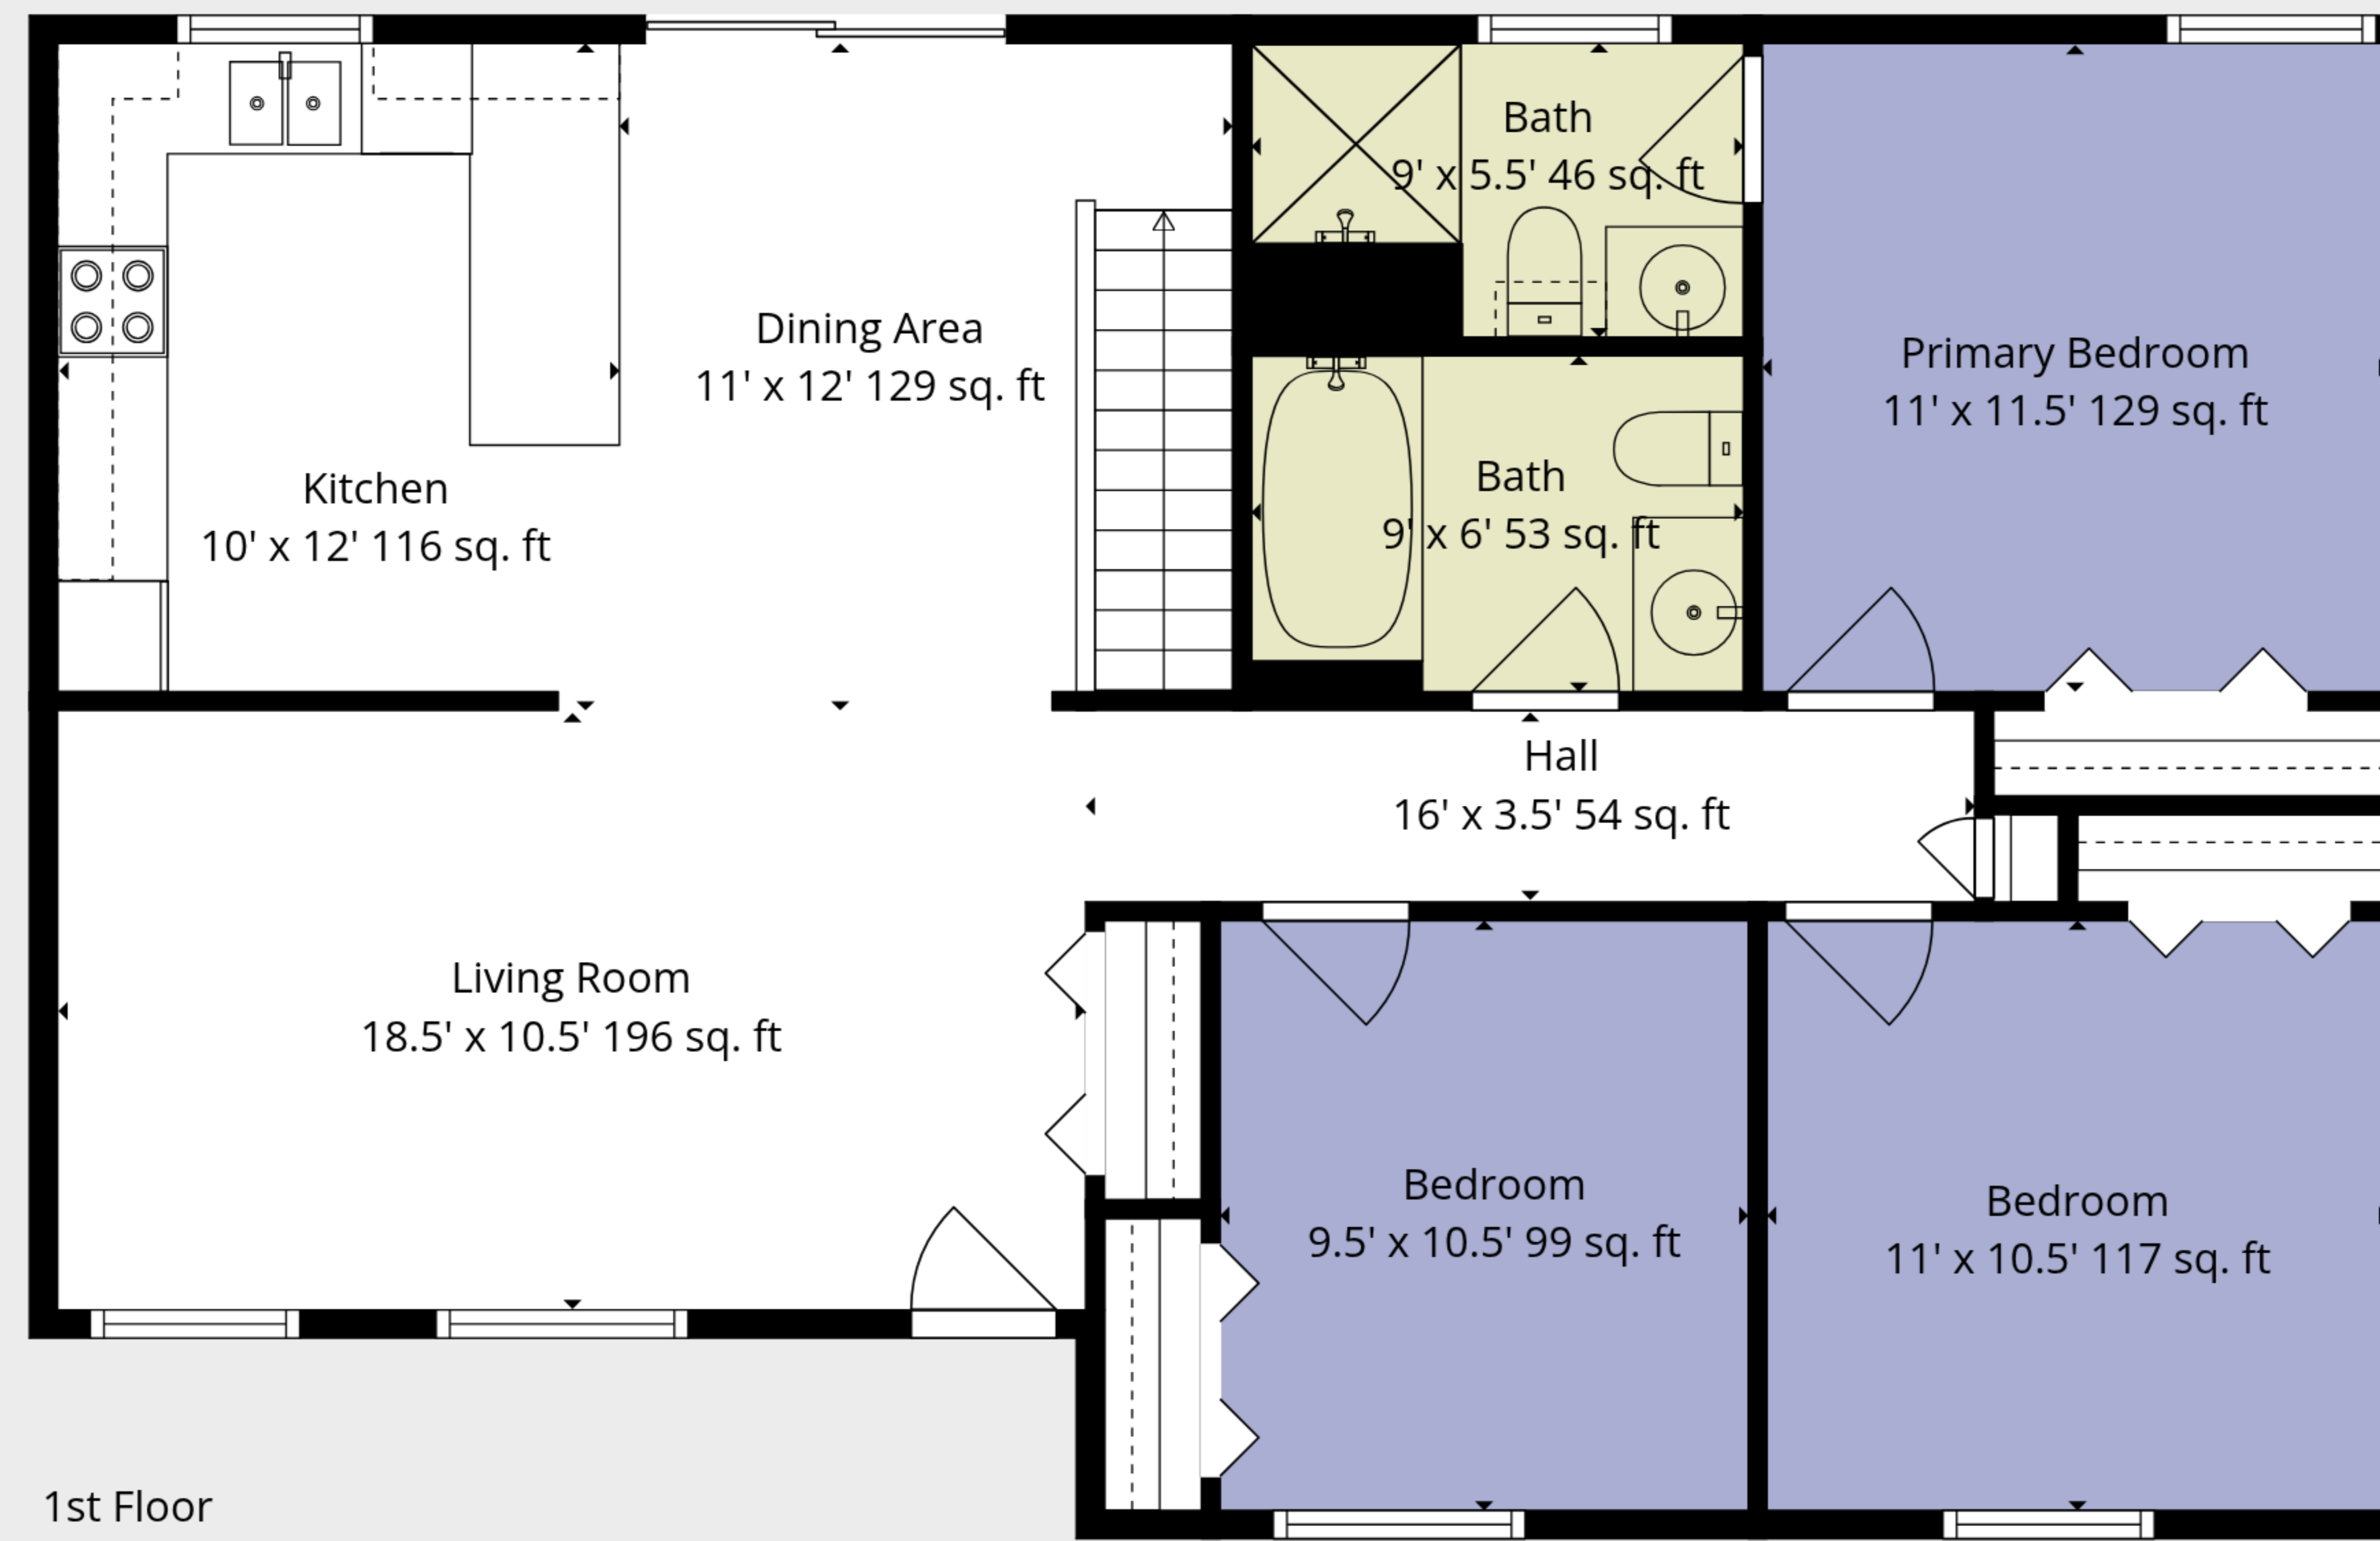 Bath
9' x 5.5' 46 sq. ft
Dining Area
11' x 12' 129 sq. ft
Primary Bedroom
11' x 11.5' 129 sq. ft
Kitchen
10' x 12' 116 sq. ft
Bath
9' x 6' 53 sq. ft
Hall
16' x 3.5' 54 sq. ft
Living Room
18.5' x 10.5' 196 sq. ft
Bedroom
9.5' x 10.5' 99 sq. ft
Bedroom
11' x 10.5' 117 sq. ft
1st Floor